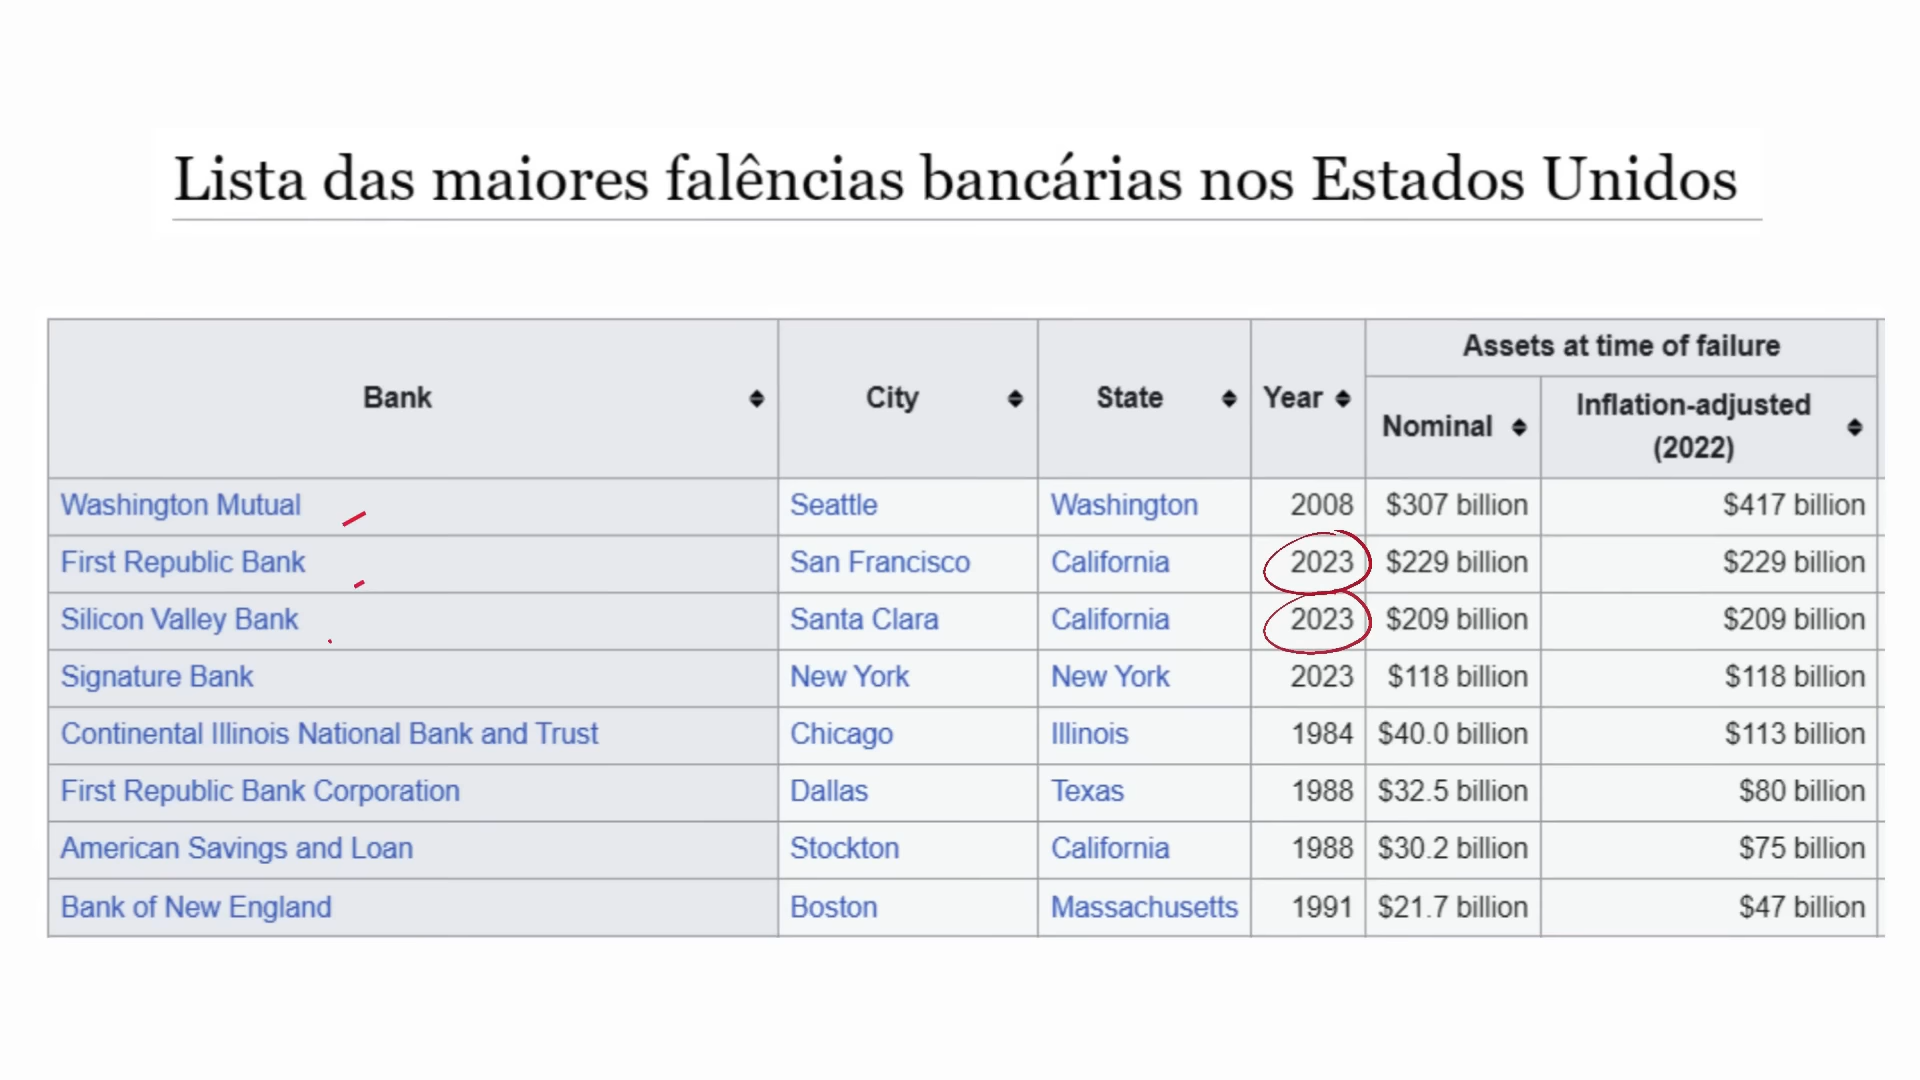 Lista das maiores falências bancárias nos Estados Unidos
Bank City State Year Assets at time of failure
Nominal Inflation-adjusted (2022)
Washington Mutual Seattle Washington 2008 $307 billion $417 billion
First Republic Bank San Francisco California 2023 $229 billion $229 billion
Silicon Valley Bank Santa Clara California 2023 $209 billion $209 billion
Signature Bank New York New York 2023 $118 billion $118 billion
Continental Illinois National Bank and Trust Chicago Illinois 1984 $40.0 billion $113 billion
First Republic Bank Corporation Dallas Texas 1988 $32.5 billion $80 billion
American Savings and Loan Stockton California 1988 $30.2 billion $75 billion
Bank of New England Boston Massachusetts 1991 $21.7 billion $47 billion